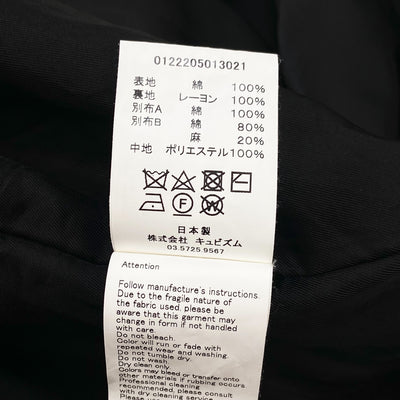 0122205013021
表地 綿 100%
裏地 レーヨン 100%
別布A 綿 100%
別布B 綿 80%
麻 20%
中地 ポリエステル100%
日本製
株式会社 キュビズム
03.5725.9567
Attention
Follow manufacture's instructions.
Due to the fragile nature of
the fabric used, please be
aware that this garment may
change in form if not handled
with care.
Do not bleach.
Color will run or fade with
repeated wear and washing.
Do not tumble dry.
Do not wash.
Dry clean only.
Colors may bleed or transfer onto
other materials if rubbing occurs
Professional cleaning
recommended, please consult
with dry cleaning service